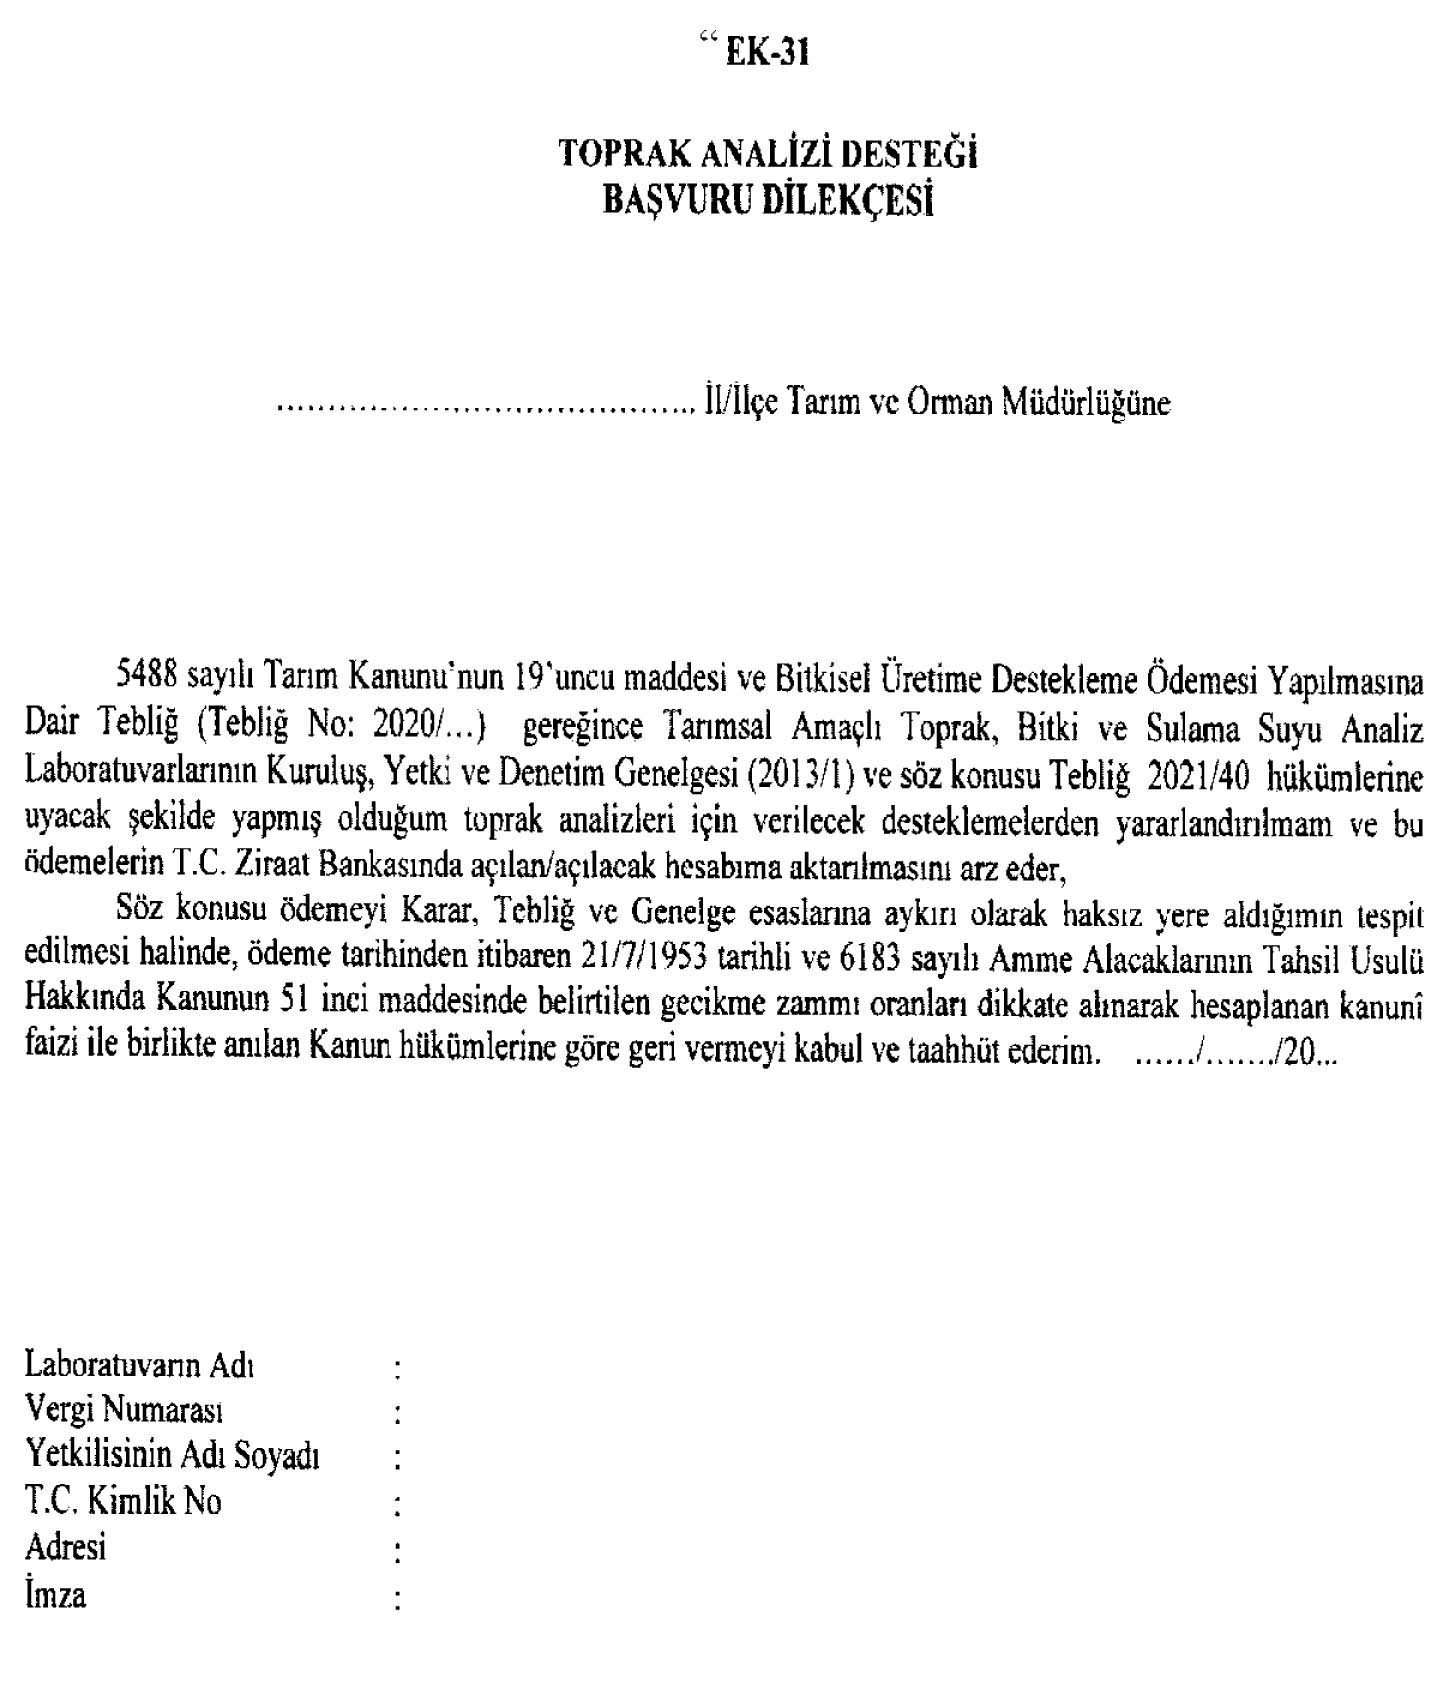 “ EK-31
TOPRAK ANALİZİ DESTEĞİ
BAŞVURU DİLEKÇESİ
........................................ İl/İlçe Tarım ve Orman Müdürlüğüne
5488 sayılı Tarım Kanunu'nun 19'uncu maddesi ve Bitkisel Üretime Destekleme Ödemesi Yapılmasına
Dair Tebliğ (Tebliğ No: 2020/...) gereğince Tarımsal Amaçlı Toprak, Bitki ve Sulama Suyu Analiz
Laboratuvarlarının Kuruluş, Yetki ve Denetim Genelgesi (2013/1) ve söz konusu Tebliğ 2021/40 hükümlerine
uyacak şekilde yapmış olduğum toprak analizleri için verilecek desteklemelerden yararlandırılmam ve bu
ödemelerin T.C. Ziraat Bankasında açılan/açılacak hesabıma aktarılmasını arz eder,
Söz konusu ödemeyi Karar, Tebliğ ve Genelge esaslarına aykırı olarak haksız yere aldığımın tespit
edilmesi halinde, ödeme tarihinden itibaren 21/7/1953 tarihli ve 6183 sayılı Amme Alacaklarının Tahsil Usulü
Hakkında Kanunun 51 inci maddesinde belirtilen gecikme zammı oranları dikkate alınarak hesaplanan kanunî
faizi ile birlikte anılan Kanun hükümlerine göre geri vermeyi kabul ve taahhüt ederim. ....../......./20...
Laboratuvarın Adı :
Vergi Numarası :
Yetkilisinin Adı Soyadı :
T.C. Kimlik No :
Adresi :
İmza :